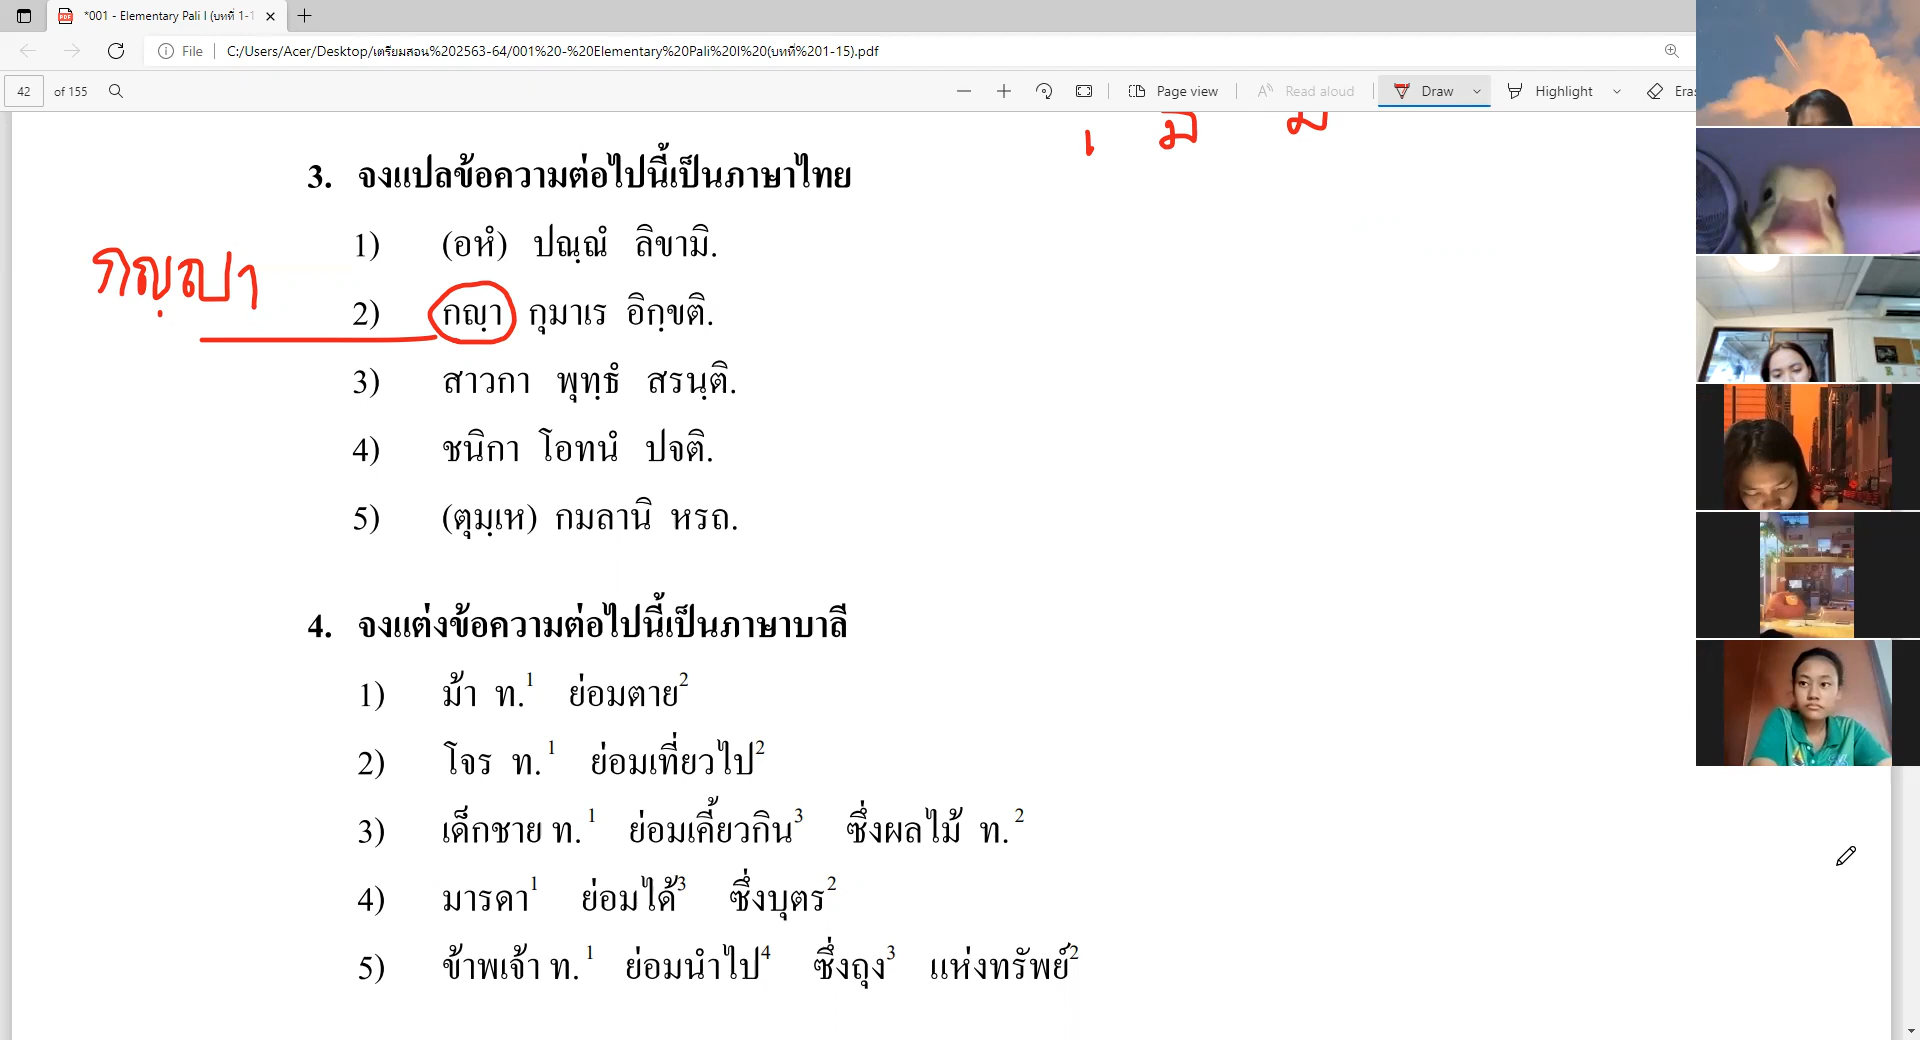 *001 - Elementary Pali I (บทที่ 1-1
File C:/Users/Acer/Desktop/เตรียมสอน%202563-64/001%20-%20Elementary%20Pali%20I%20(บทที่%201-15).pdf
42 of 155 Page view Read aloud Draw Highlight Eras
3. จงแปลข้อความต่อไปนี้เป็นภาษาไทย
1) (อหํ) ปณฺณํ ลิขามิ.
กญฺญา
2) กญฺา กุมาเร อิกฺขติ.
3) สาวกา พุทฺธํ สรนฺติ.
4) ชนิกา โอทนํ ปจติ.
5) (ตุมฺเห) กมลานิ หรถ.
4. จงแต่งข้อความต่อไปนี้เป็นภาษาบาลี
1) ม้า ท.¹ ย่อมตาย²
2) โจร ท.¹ ย่อมเที่ยวไป²
3) เด็กชาย ท.¹ ย่อมเคี้ยวกิน³ ซึ่งผลไม้ ท.²
4) มารดา¹ ย่อมได้³ ซึ่งบุตร²
5) ข้าพเจ้า ท.¹ ย่อมนำไป⁴ ซึ่งถุง³ แห่งทรัพย์²